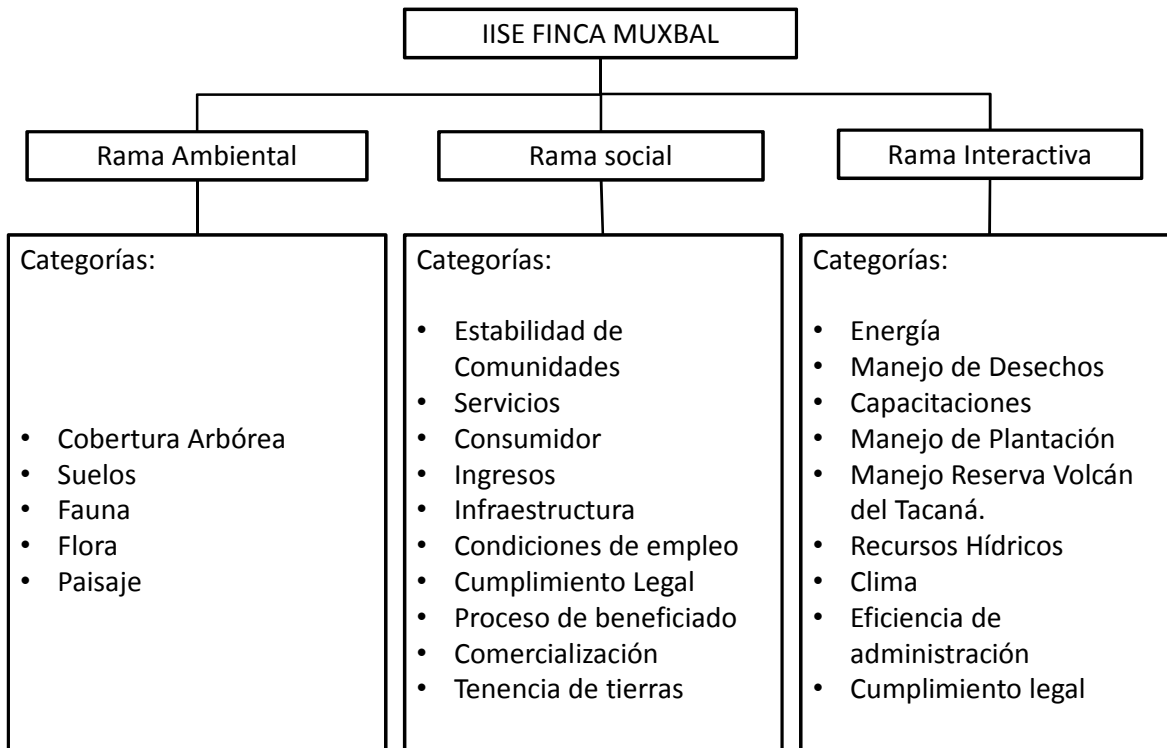 IISE FINCA MUXBAL
Rama Ambiental
Rama social
Rama Interactiva
Categorías:
• Cobertura Arbórea
• Suelos
• Fauna
• Flora
• Paisaje
Categorías:
• Estabilidad de
Comunidades
• Servicios
• Consumidor
• Ingresos
• Infraestructura
• Condiciones de empleo
• Cumplimiento Legal
• Proceso de beneficiado
• Comercialización
• Tenencia de tierras
Categorías:
• Energía
• Manejo de Desechos
• Capacitaciones
• Manejo de Plantación
• Manejo Reserva Volcán
del Tacaná.
• Recursos Hídricos
• Clima
• Eficiencia de
administración
• Cumplimiento legal